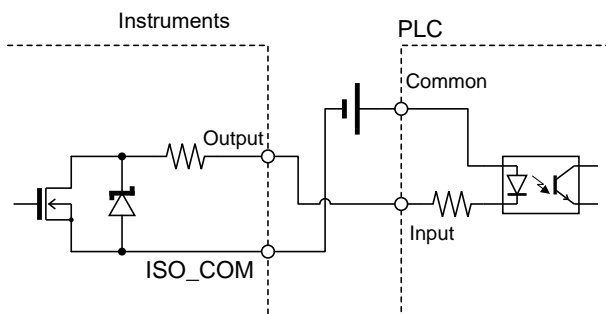 Instruments
PLC
Common
Output
Input
ISO_COM